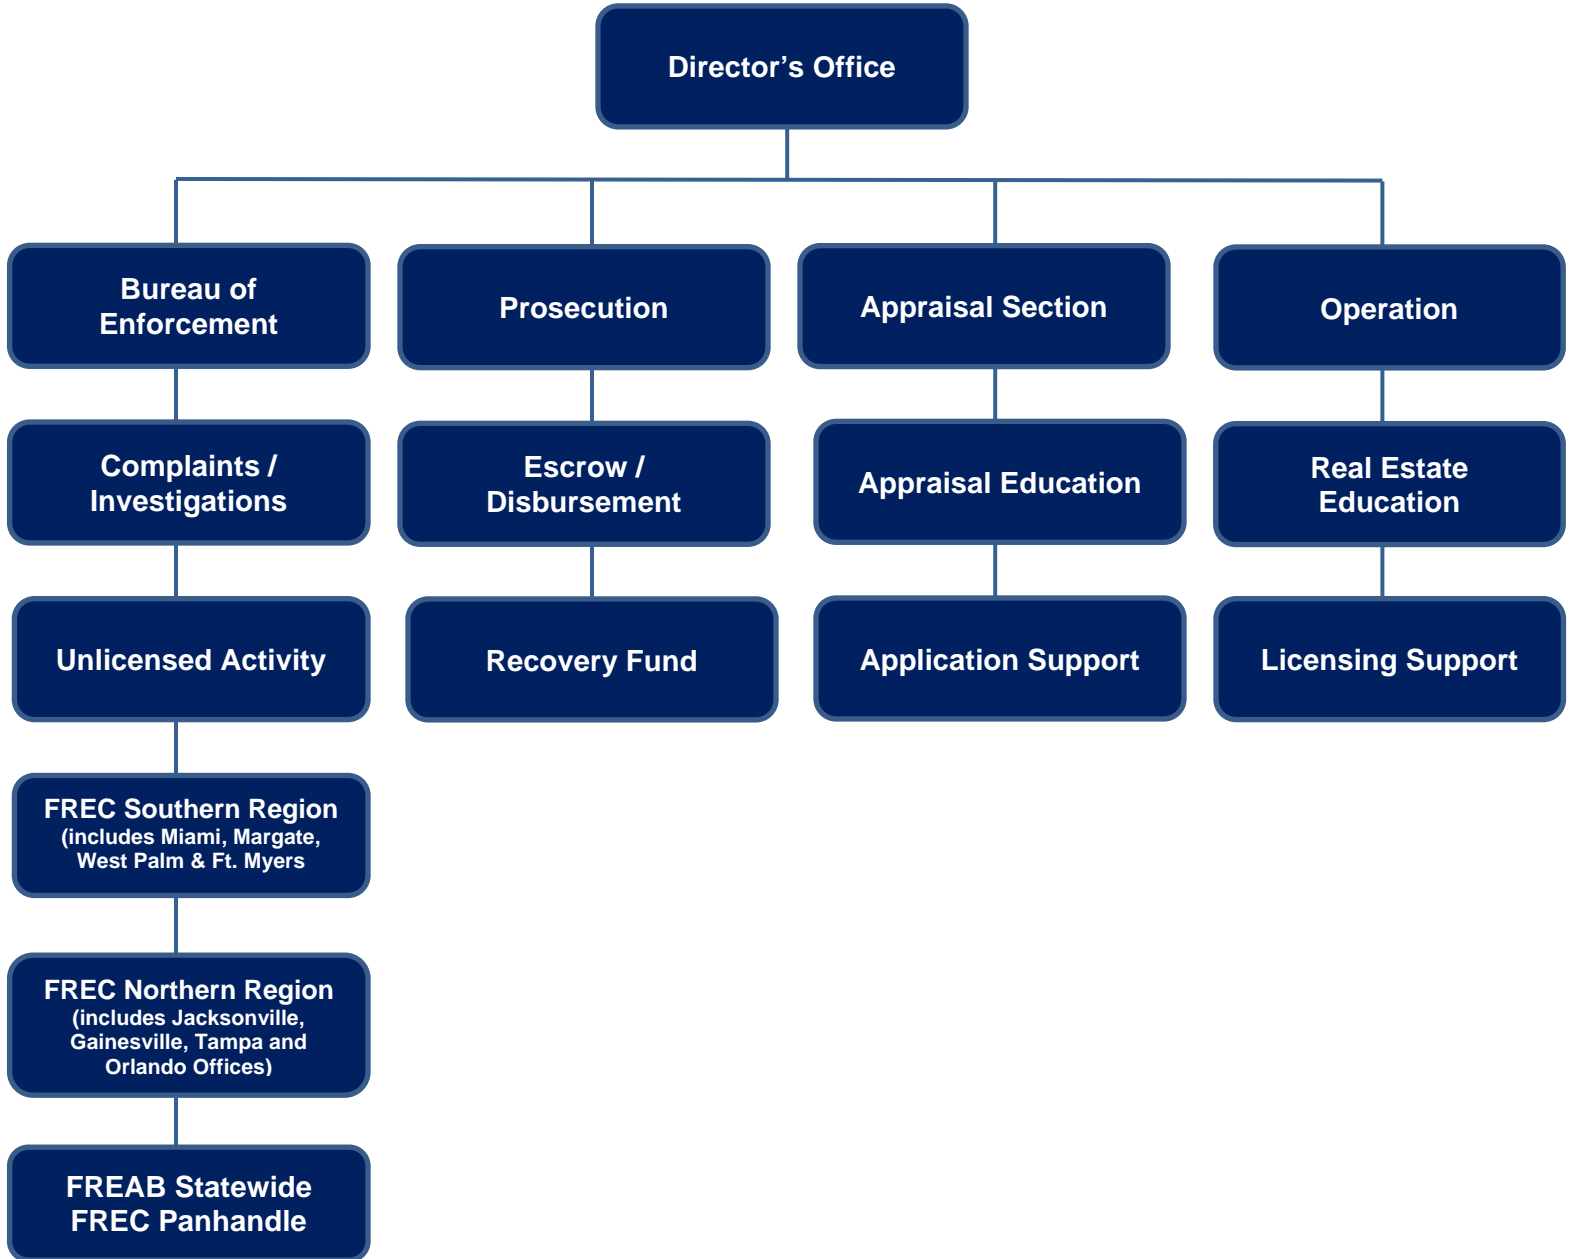 Director’s Office
Bureau of
Enforcement
Prosecution
Appraisal Section
Operation
Complaints /
Investigations
Escrow /
Disbursement
Appraisal Education
Real Estate
Education
Unlicensed Activity
Recovery Fund
Application Support
Licensing Support
FREC Southern Region
(includes Miami, Margate,
West Palm & Ft. Myers
FREC Northern Region
(includes Jacksonville,
Gainesville, Tampa and
Orlando Offices)
FREAB Statewide
FREC Panhandle